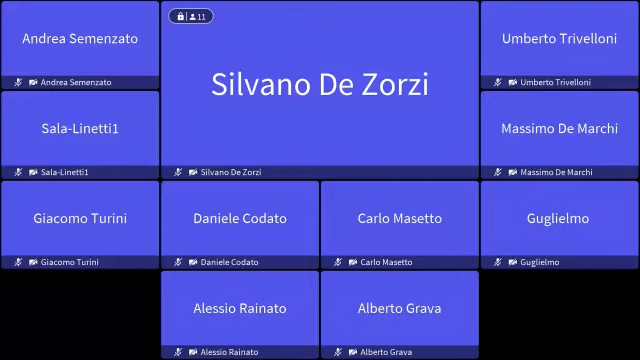 Andrea Semenzato
Andrea Semenzato
11
Silvano De Zorzi
Silvano De Zorzi
Umberto Trivelloni
Umberto Trivelloni
Sala-Linetti1
Sala-Linetti1
Massimo De Marchi
Massimo De Marchi
Giacomo Turini
Giacomo Turini
Daniele Codato
Daniele Codato
Carlo Masetto
Carlo Masetto
Guglielmo
Guglielmo
Alessio Rainato
Alessio Rainato
Alberto Grava
Alberto Grava